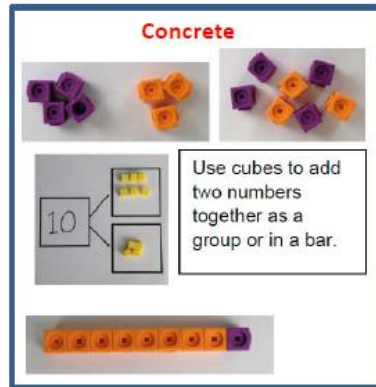 Concrete
10
Use cubes to add
two numbers
together as a
group or in a bar.